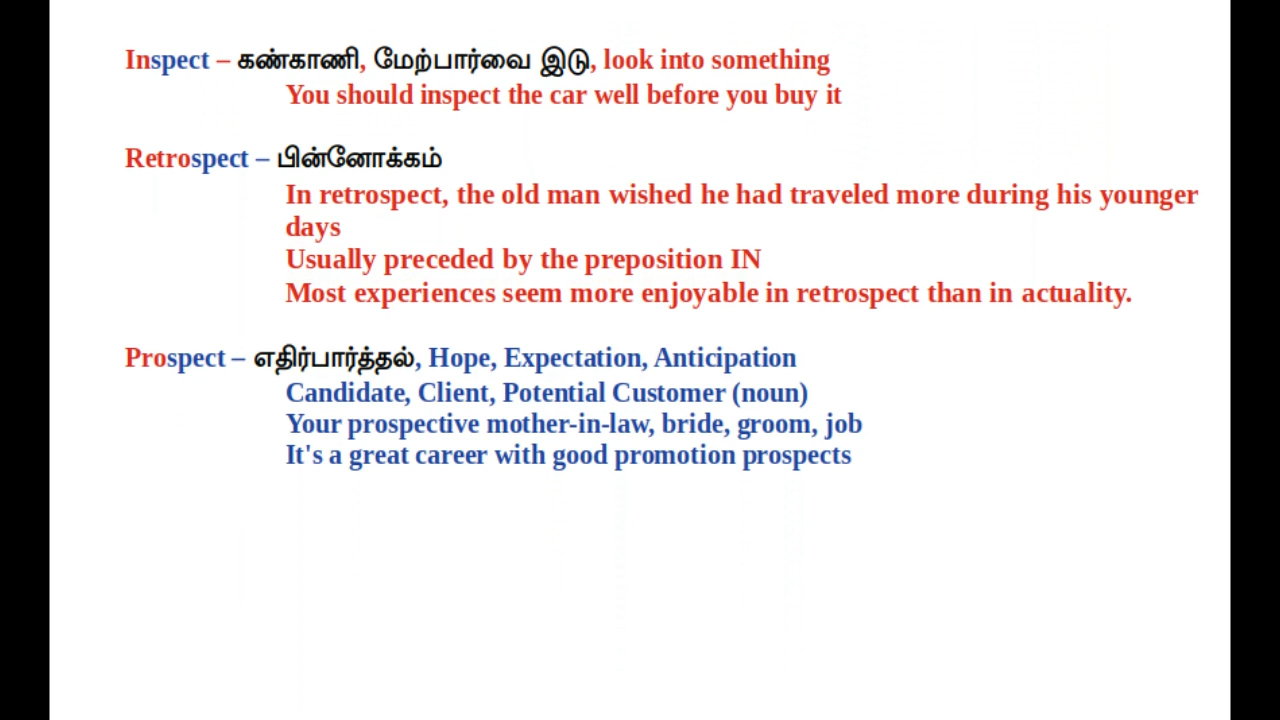 Inspect – கண்காணி, மேற்பார்வை இடு, look into something
You should inspect the car well before you buy it
Retrospect – பின்னோக்கம்
In retrospect, the old man wished he had traveled more during his younger
days
Usually preceded by the preposition IN
Most experiences seem more enjoyable in retrospect than in actuality.
Prospect – எதிர்பார்த்தல், Hope, Expectation, Anticipation
Candidate, Client, Potential Customer (noun)
Your prospective mother-in-law, bride, groom, job
It's a great career with good promotion prospects